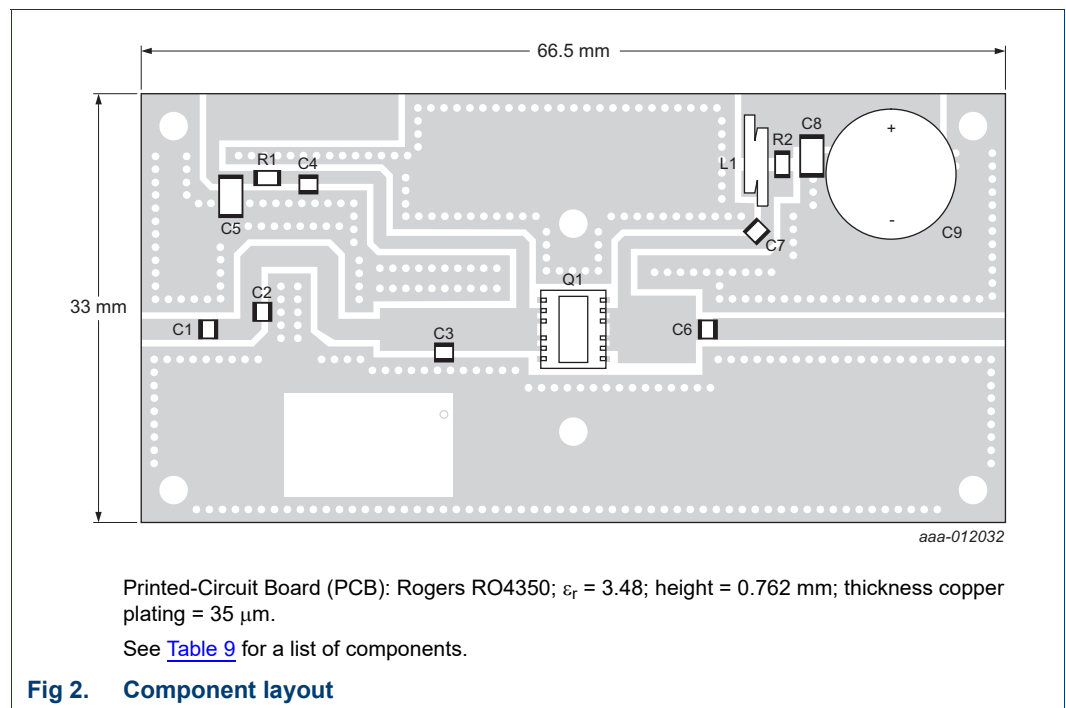 66.5 mm
C8
+
R1
C4
R2
L1
C5
-
C9
C7
Q1
33 mm
C2
C1
C3
C6
aaa-012032
Printed-Circuit Board (PCB): Rogers RO4350; εr = 3.48; height = 0.762 mm; thickness copper
plating = 35 μm.
See Table 9 for a list of components.
Fig 2. Component layout